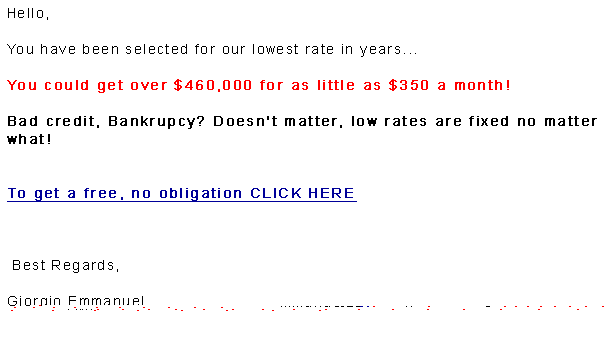 Hello,
You have been selected for our lowest rate in years...
You could get over $460,000 for as little as $350 a month!
Bad credit, Bankrupcy? Doesn't matter, low rates are fixed no matter
what!
To get a free, no obligation CLICK HERE
Best Regards,
Giorgio Emmanuel